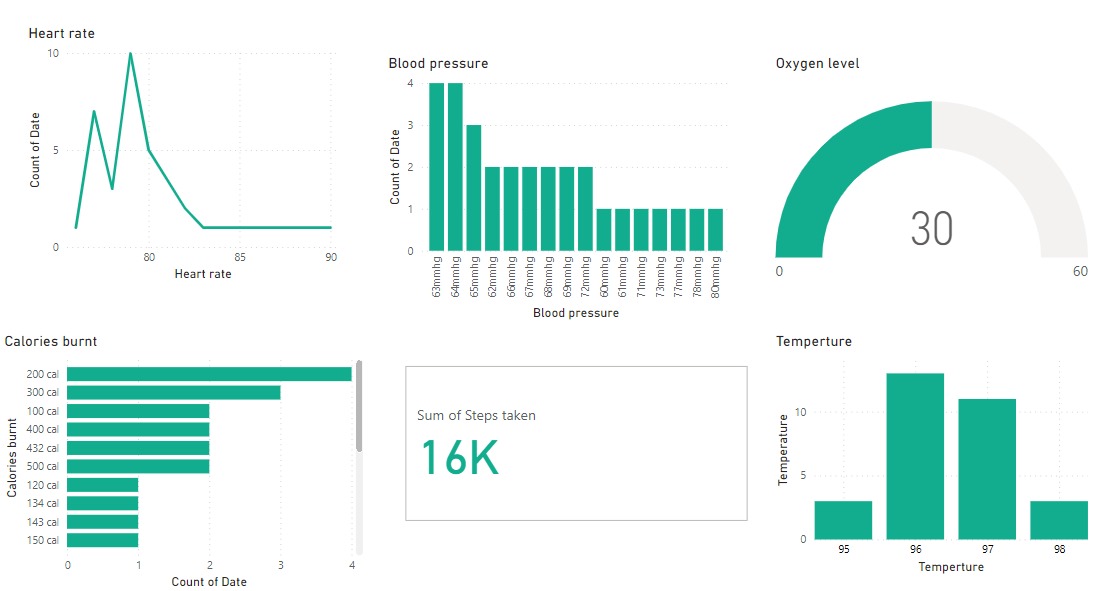 Heart rate
10
5
0
Count of Date
80
85
90
Heart rate
Blood pressure
4
3
2
1
0
Count of Date
63mmhg
64mmhg
65mmhg
62mmhg
66mmhg
67mmhg
68mmhg
69mmhg
72mmhg
60mmhg
61mmhg
71mmhg
73mmhg
77mmhg
78mmhg
80mmhg
Blood pressure
Oxygen level
30
0
60
Calories burnt
Calories burnt
200 cal
300 cal
100 cal
400 cal
432 cal
500 cal
120 cal
134 cal
143 cal
150 cal
0
1
2
3
4
Count of Date
Sum of Steps taken
16K
Temperture
Temperature
10
5
0
95
96
97
98
Temperture